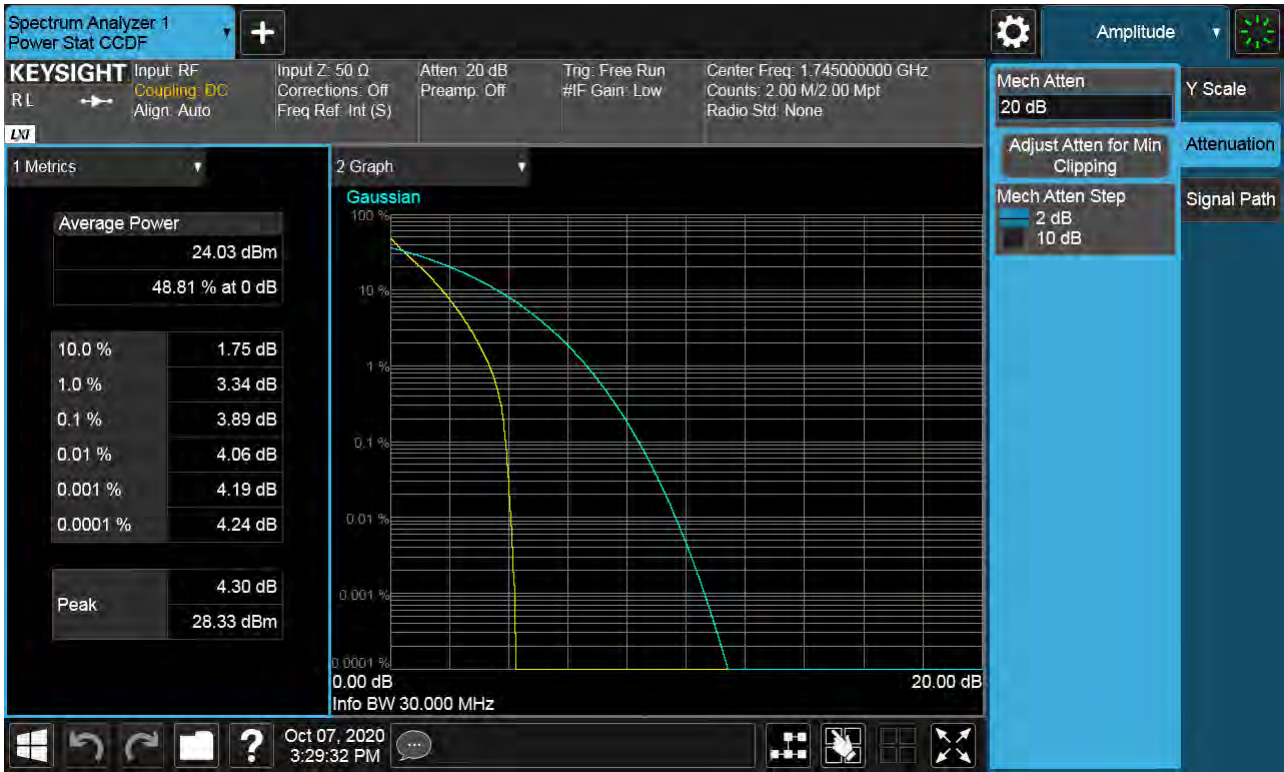 Spectrum Analyzer 1
Power Stat CCDF
+
Amplitude
KEYSIGHT
R L
LXI
Input: RF
Coupling: DC
Align: Auto
Input Z: 50 Ω
Corrections: Off
Freq Ref: Int (S)
Atten: 20 dB
Preamp: Off
Trig: Free Run
#IF Gain: Low
Center Freq: 1.745000000 GHz
Counts: 2.00 M/2.00 Mpt
Radio Std: None
Mech Atten
20 dB
Adjust Atten for Min
Clipping
Mech Atten Step
2 dB
10 dB
Y Scale
Attenuation
Signal Path
1 Metrics
Average Power
24.03 dBm
48.81 % at 0 dB
10.0 % 1.75 dB
1.0 % 3.34 dB
0.1 % 3.89 dB
0.01 % 4.06 dB
0.001 % 4.19 dB
0.0001 % 4.24 dB
Peak
4.30 dB
28.33 dBm
2 Graph
Gaussian
100 %
10 %
1 %
0.1 %
0.01 %
0.001 %
0.0001 %
0.00 dB 20.00 dB
Info BW 30.000 MHz
?
Oct 07, 2020
3:29:32 PM